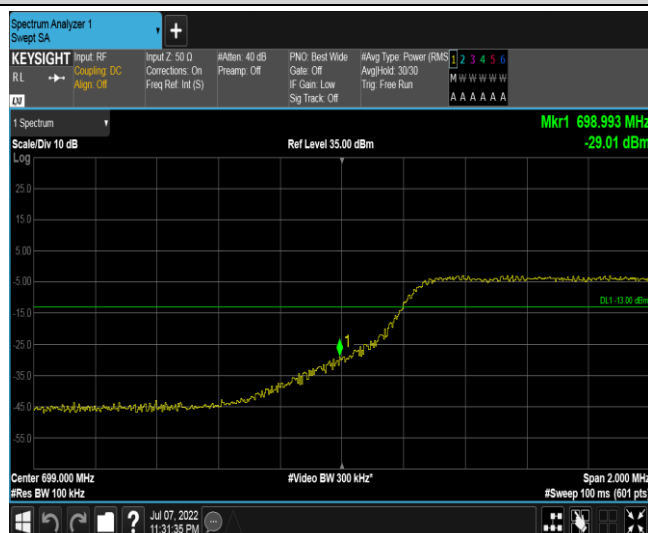 Spectrum Analyzer 1
Swept SA
KEYSIGHT
RL
LXI
Input: RF
Coupling: DC
Align: Off
Input Z: 50 Ω
Corrections: On
Freq Ref: Int (S)
#Atten: 40 dB
Preamp: Off
PNO: Best Wide
Gate: Off
IF Gain: Low
Sig Track: Off
#Avg Type: Power (RMS
Avg|Hold: 30/30
Trig: Free Run
1 2 3 4 5 6
M W W W W W
A A A A A A
1 Spectrum
Scale/Div 10 dB
Log
Ref Level 35.00 dBm
Mkr1 698.993 MHz
-29.01 dBm
25.0
15.0
5.00
-5.00
-15.0
-25.0
-35.0
-45.0
-55.0
DL1 -13.00 dBm
1
Center 699.000 MHz
#Res BW 100 kHz
#Video BW 300 kHz*
Span 2.000 MHz
#Sweep 100 ms (601 pts)
Jul 07, 2022
11:31:35 PM